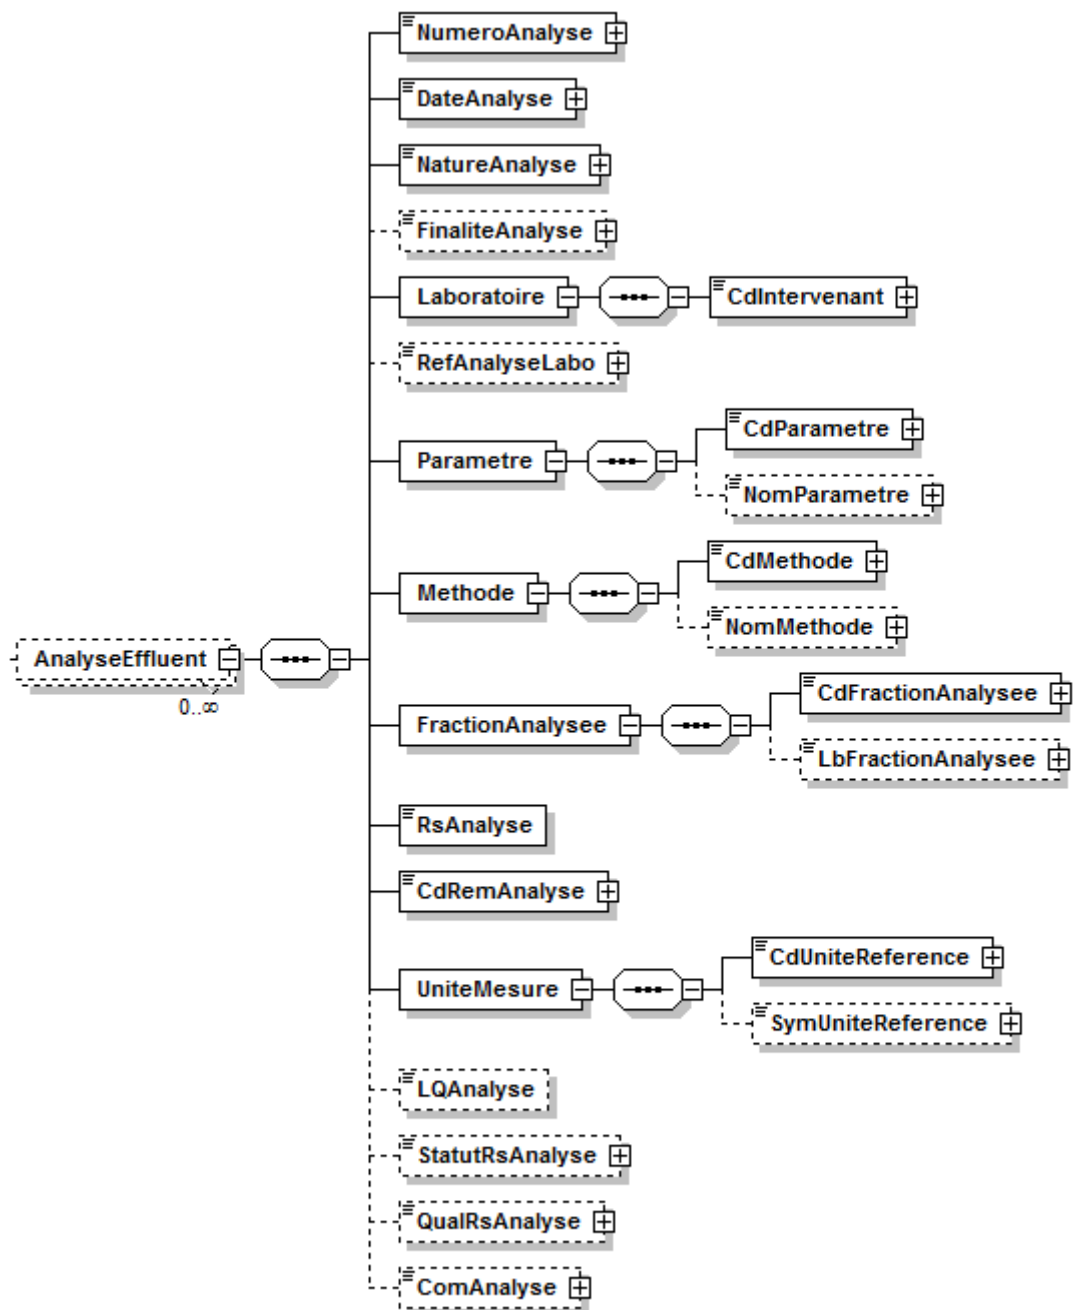 NumeroAnalyse
DateAnalyse
NatureAnalyse
FinaliteAnalyse
Laboratoire
CdIntervenant
RefAnalyseLabo
CdParametre
Parametre
NomParametre
CdMethode
Methode
NomMethode
AnalyseEffluent
0..∞
CdFractionAnalysee
FractionAnalysee
LbFractionAnalysee
RsAnalyse
CdRemAnalyse
CdUniteReference
UniteMesure
SymUniteReference
LQAnalyse
StatutRsAnalyse
QualRsAnalyse
ComAnalyse